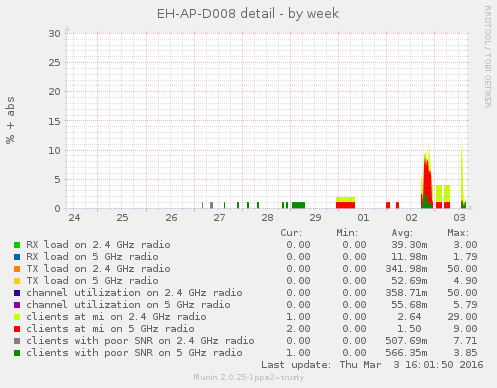 EH-AP-D008 detail - by week
RRDTOOL / TOBI OETIKER
% + abs
30
25
20
15
10
5
0
24 25 26 27 28 29 01 02 03
Cur: Min: Avg: Max:
RX load on 2.4 GHz radio 0.00 0.00 39.30m 3.00
RX load on 5 GHz radio 0.00 0.00 11.98m 1.79
TX load on 2.4 GHz radio 0.00 0.00 341.98m 50.00
TX load on 5 GHz radio 0.00 0.00 52.69m 4.90
channel utilization on 2.4 GHz radio 0.00 0.00 358.71m 50.00
channel utilization on 5 GHz radio 0.00 0.00 55.68m 5.79
clients at mi on 2.4 GHz radio 1.00 0.00 2.64 29.00
clients at mi on 5 GHz radio 2.00 0.00 1.50 9.00
clients with poor SNR on 2.4 GHz radio 0.00 0.00 507.69m 7.71
clients with poor SNR on 5 GHz radio 1.00 0.00 566.35m 3.85
Last update: Thu Mar 3 16:01:50 2016
Munin 2.0.25-1ppa2~trusty